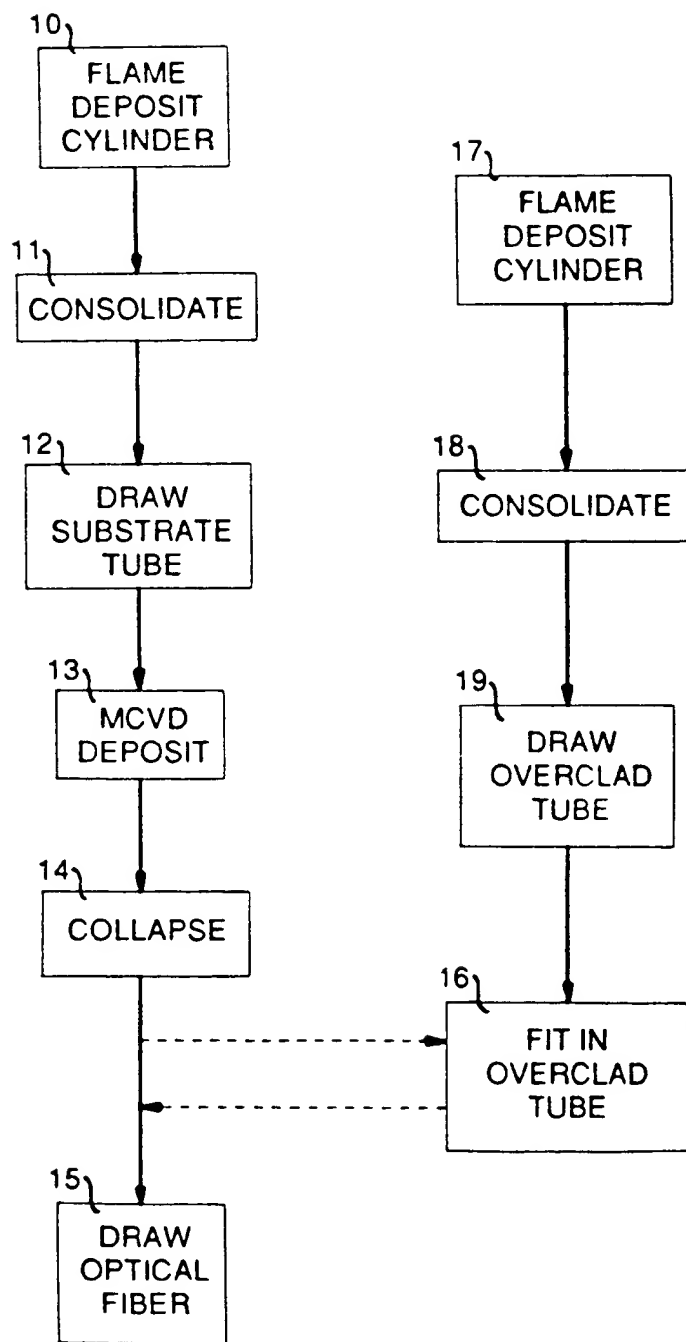 10
FLAME
DEPOSIT
CYLINDER
11
CONSOLIDATE
12
DRAW
SUBSTRATE
TUBE
13
MCVD
DEPOSIT
14
COLLAPSE
15
DRAW
OPTICAL
FIBER
17
FLAME
DEPOSIT
CYLINDER
18
CONSOLIDATE
19
DRAW
OVERCLAD
TUBE
16
FIT IN
OVERCLAD
TUBE